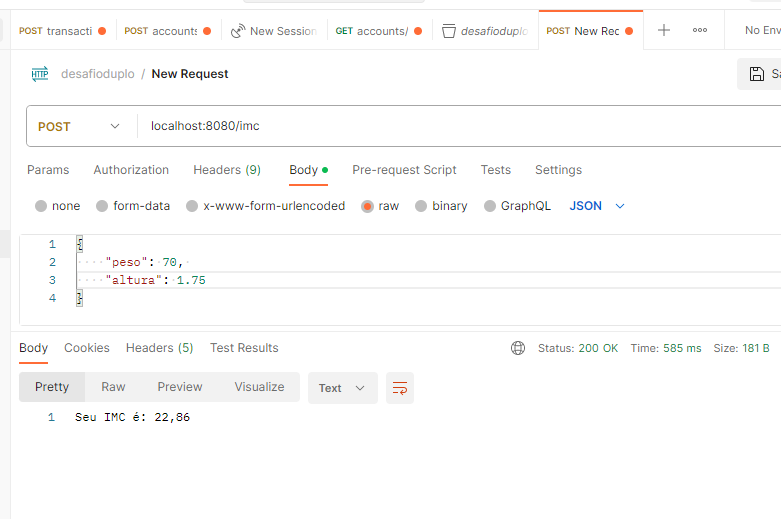 POST transacti POST accounts New Session GET accounts/ desafioduplo POST New Rec No Env
HTTP desafioduplo / New Request Sa
POST localhost:8080/imc
Params Authorization Headers (9) Body Pre-request Script Tests Settings
none form-data x-www-form-urlencoded raw binary GraphQL JSON
1 {
2 "peso": 70,
3 "altura": 1.75
4 }
Body Cookies Headers (5) Test Results Status: 200 OK Time: 585 ms Size: 181 B
Pretty Raw Preview Visualize Text
1 Seu IMC é: 22,86